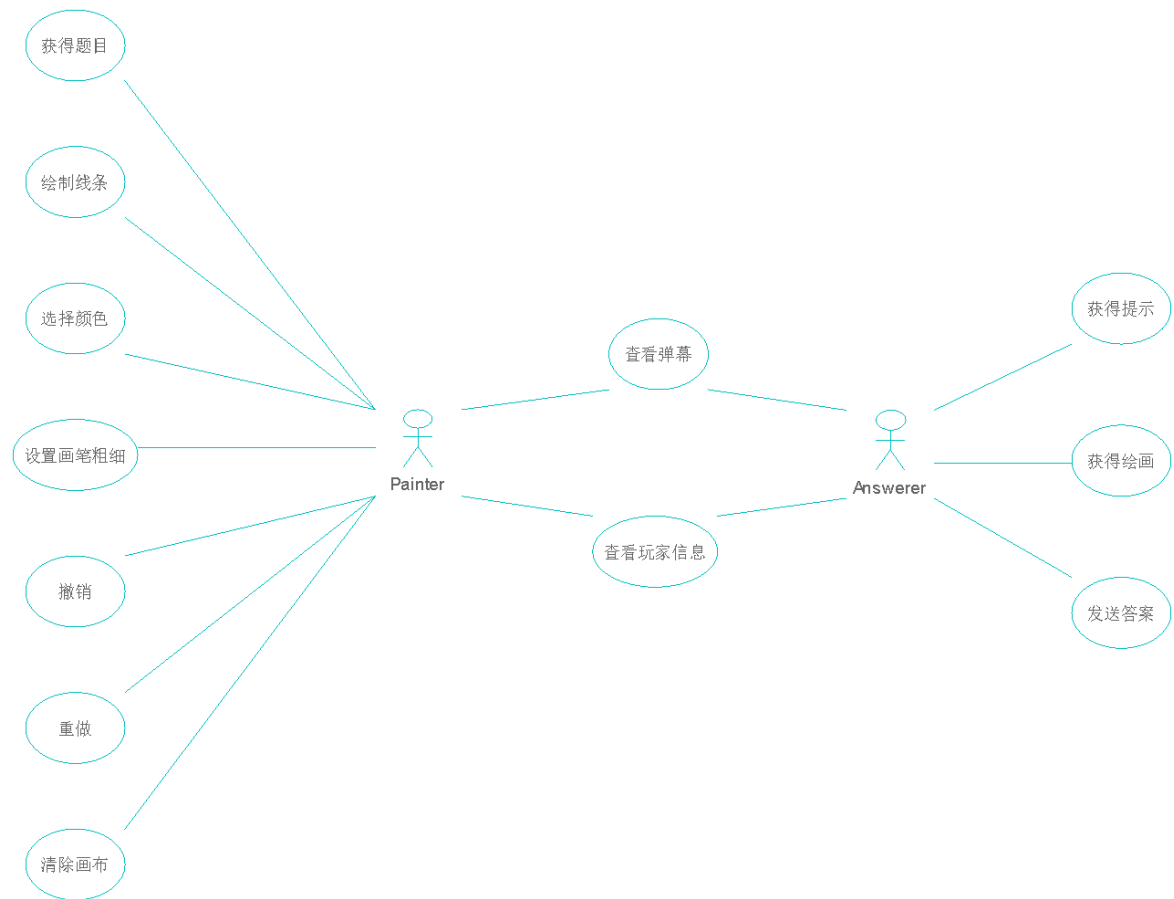 获得题目
绘制线条
选择颜色
设置画笔粗细
撤销
重做
清除画布
Painter
查看弹幕
查看玩家信息
Answerer
获得提示
获得绘画
发送答案